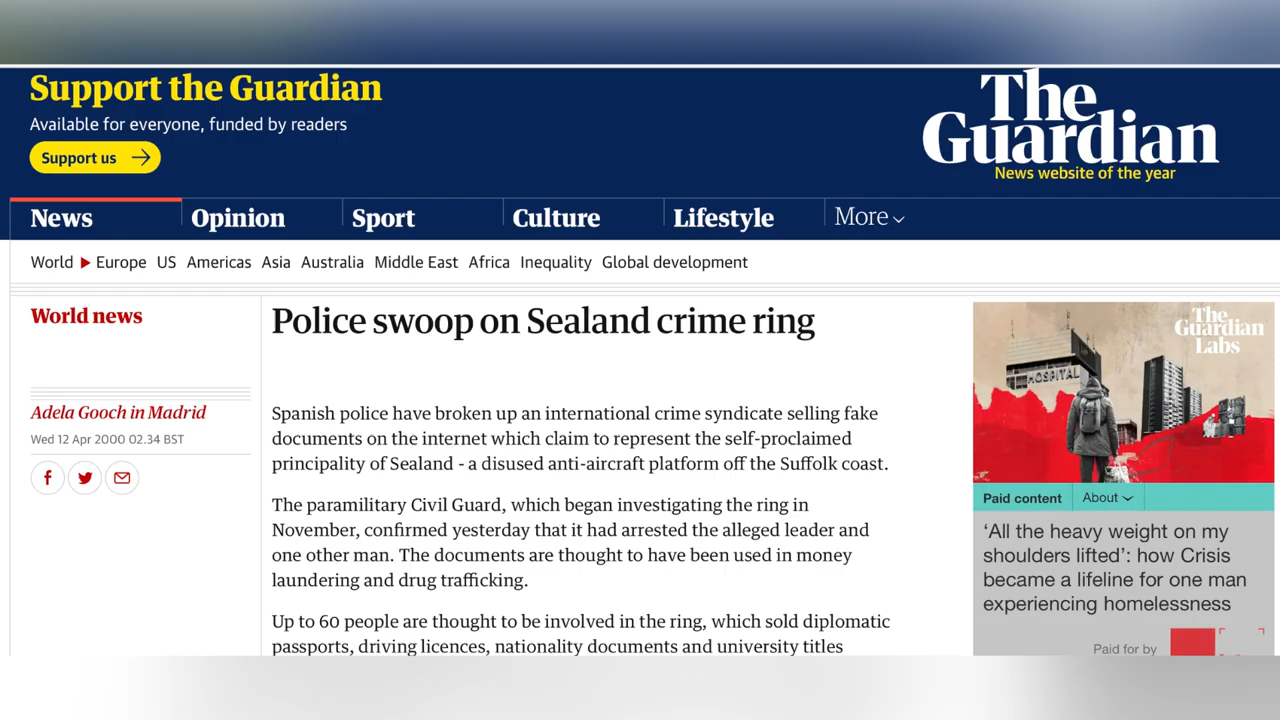 Support the Guardian
Available for everyone, funded by readers
Support us
The
Guardian
News website of the year
News
Opinion
Sport
Culture
Lifestyle
More
World Europe US Americas Asia Australia Middle East Africa Inequality Global development
World news
Adela Gooch in Madrid
Wed 12 Apr 2000 02.34 BST
Police swoop on Sealand crime ring
Spanish police have broken up an international crime syndicate selling fake
documents on the internet which claim to represent the self-proclaimed
principality of Sealand - a disused anti-aircraft platform off the Suffolk coast.
The paramilitary Civil Guard, which began investigating the ring in
November, confirmed yesterday that it had arrested the alleged leader and
one other man. The documents are thought to have been used in money
laundering and drug trafficking.
Up to 60 people are thought to be involved in the ring, which sold diplomatic
passports, driving licences, nationality documents and university titles
The
Guardian
Labs
HOSPITAL
Paid content
About
‘All the heavy weight on my
shoulders lifted’: how Crisis
became a lifeline for one man
experiencing homelessness
Paid for by